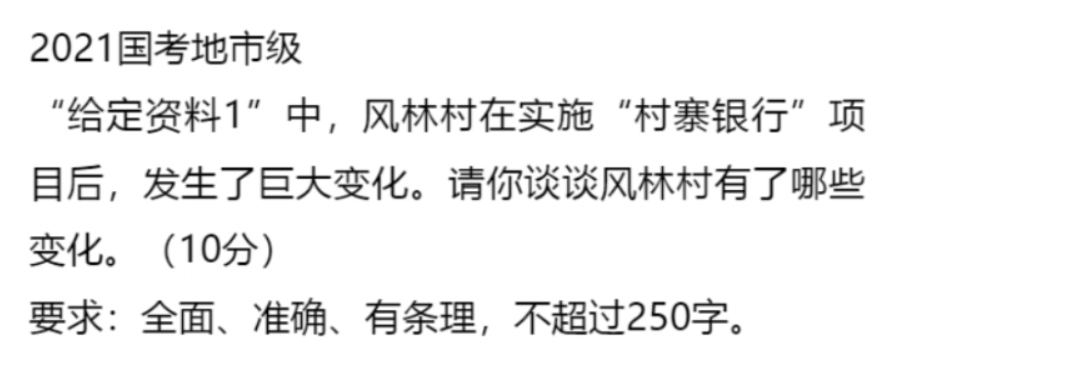 2021国考地市级
“给定资料1”中，风林村在实施“村寨银行”项
目后，发生了巨大变化。请你谈谈风林村有了哪些
变化。（10分）
要求：全面、准确、有条理，不超过250字。